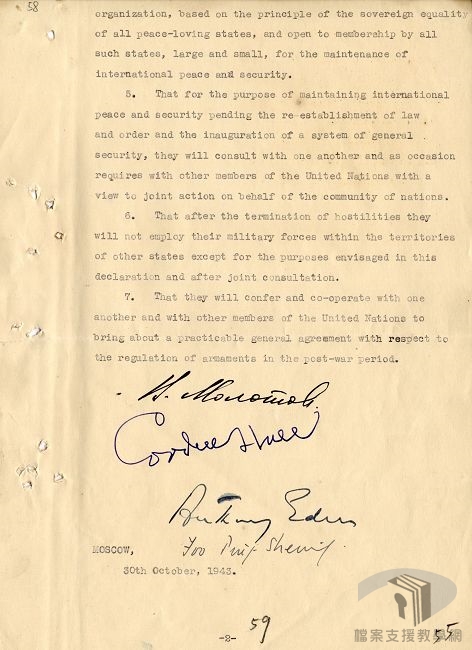 58
organization, based on the principle of the sovereign equality
of all peace-loving states, and open to membership by all
such states, large and small, for the maintenance of
international peace and security.
5. That for the purpose of maintaining international
peace and security pending the re-establishment of law
and order and the inauguration of a system of general
security, they will consult with one another and as occasion
requires with other members of the United Nations with a
view to joint action on behalf of the community of nations.
6. That after the termination of hostilities they
will not employ their military forces within the territories
of other states except for the purposes envisaged in this
declaration and after joint consultation.
7. That they will confer and co-operate with one
another and with other members of the United Nations to
bring about a practicable general agreement with respect to
the regulation of armaments in the post-war period.
В. Молотов
Cordell Hull
Anthony Eden
MOSCOW, Foo Ping Sheung.
30th October, 1943.
-2- 59 55
檔案支援教學網